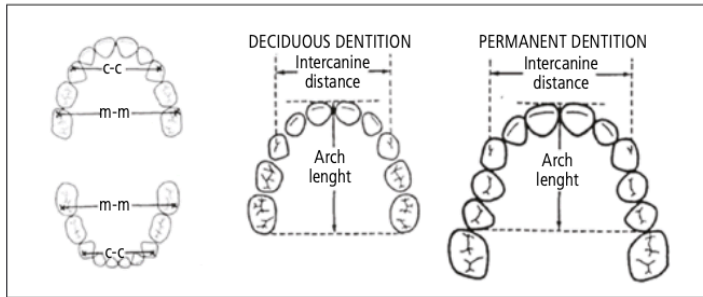 c-c
m-m
m-m
c-c
DECIDUOUS DENTITION
Intercanine
distance
Arch
lenght
PERMANENT DENTITION
Intercanine
distance
Arch
lenght